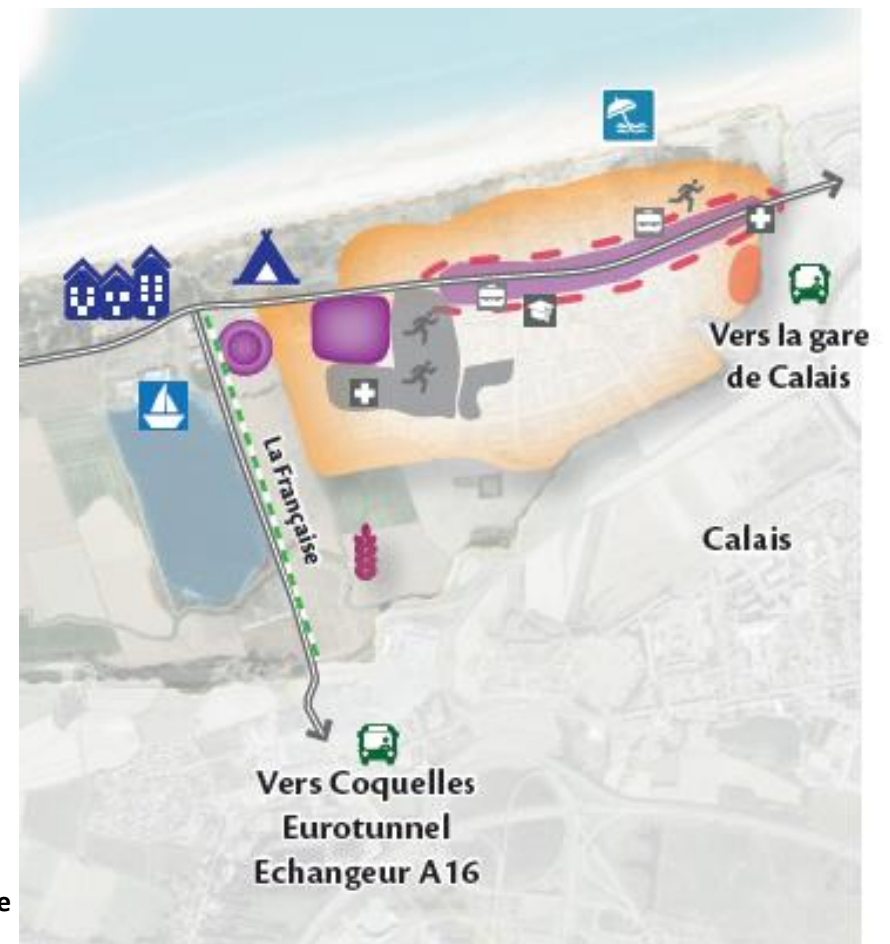 Vers la gare
de Calais
La Française
Calais
Vers Coquelles
Eurotunnel
Echangeur A16
e